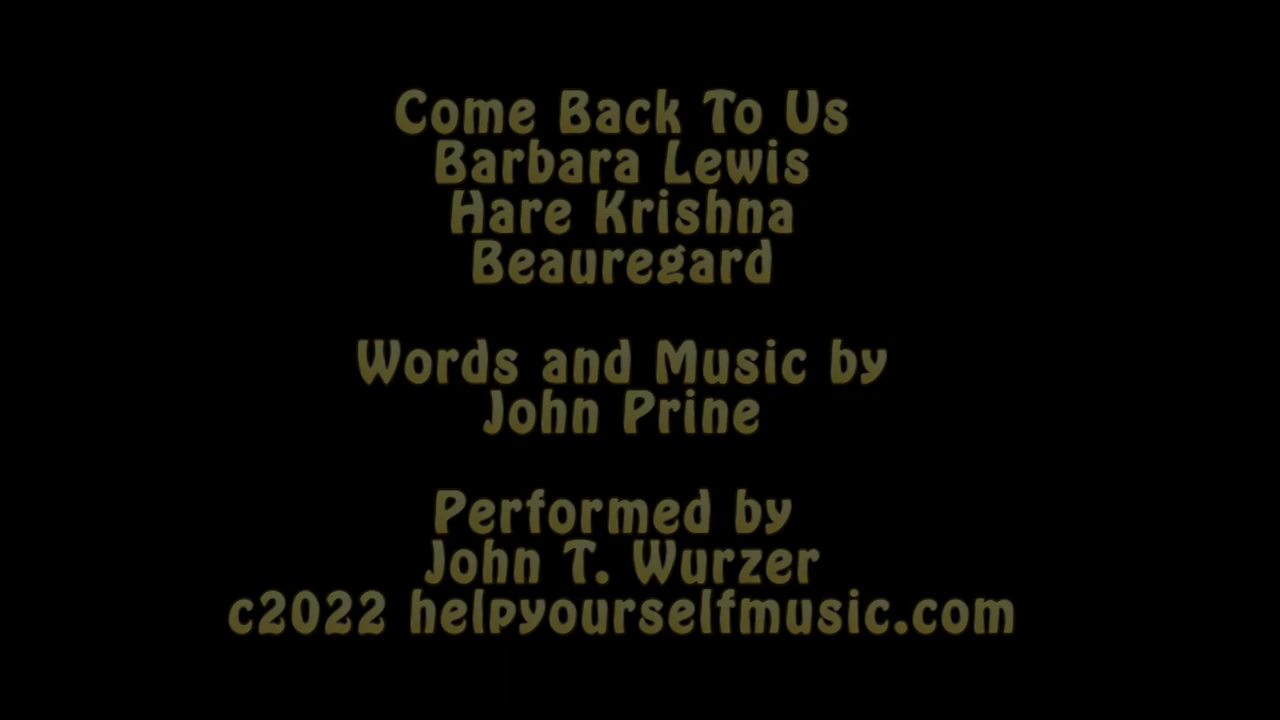 Come Back To Us
Barbara Lewis
Hare Krishna
Beauregard
Words and Music by
John Prine
Performed by
John T. Wurzer
c2022 helpyourselfmusic.com